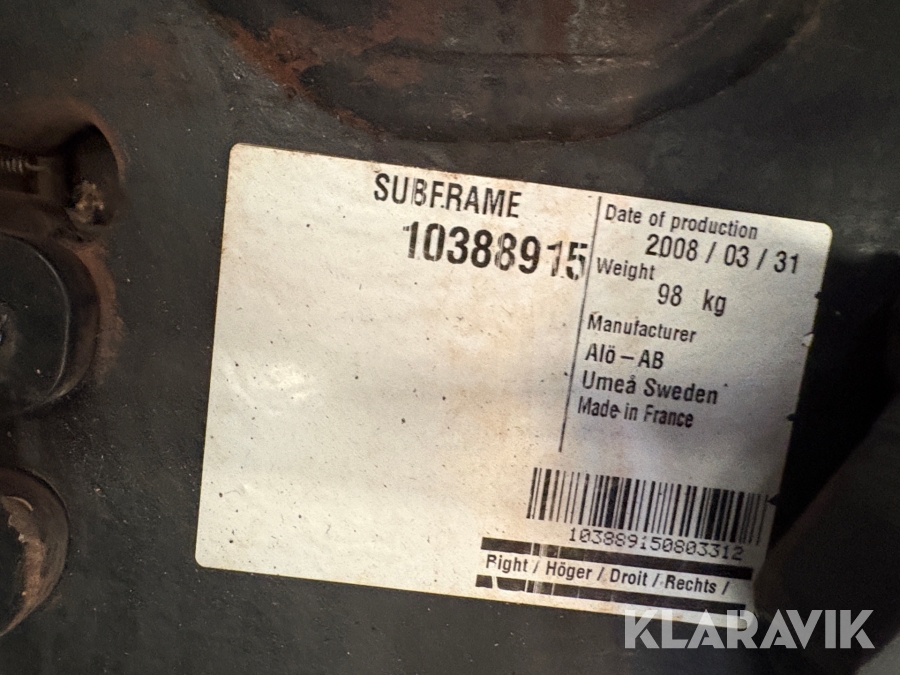 SUBFRAME
10388915
Date of production
2008 / 03 / 31
Weight
98 kg
Manufacturer
Alö – AB
Umeå Sweden
Made in France
103889150803312
Right / Höger / Droit / Rechts /
KLARAVIK